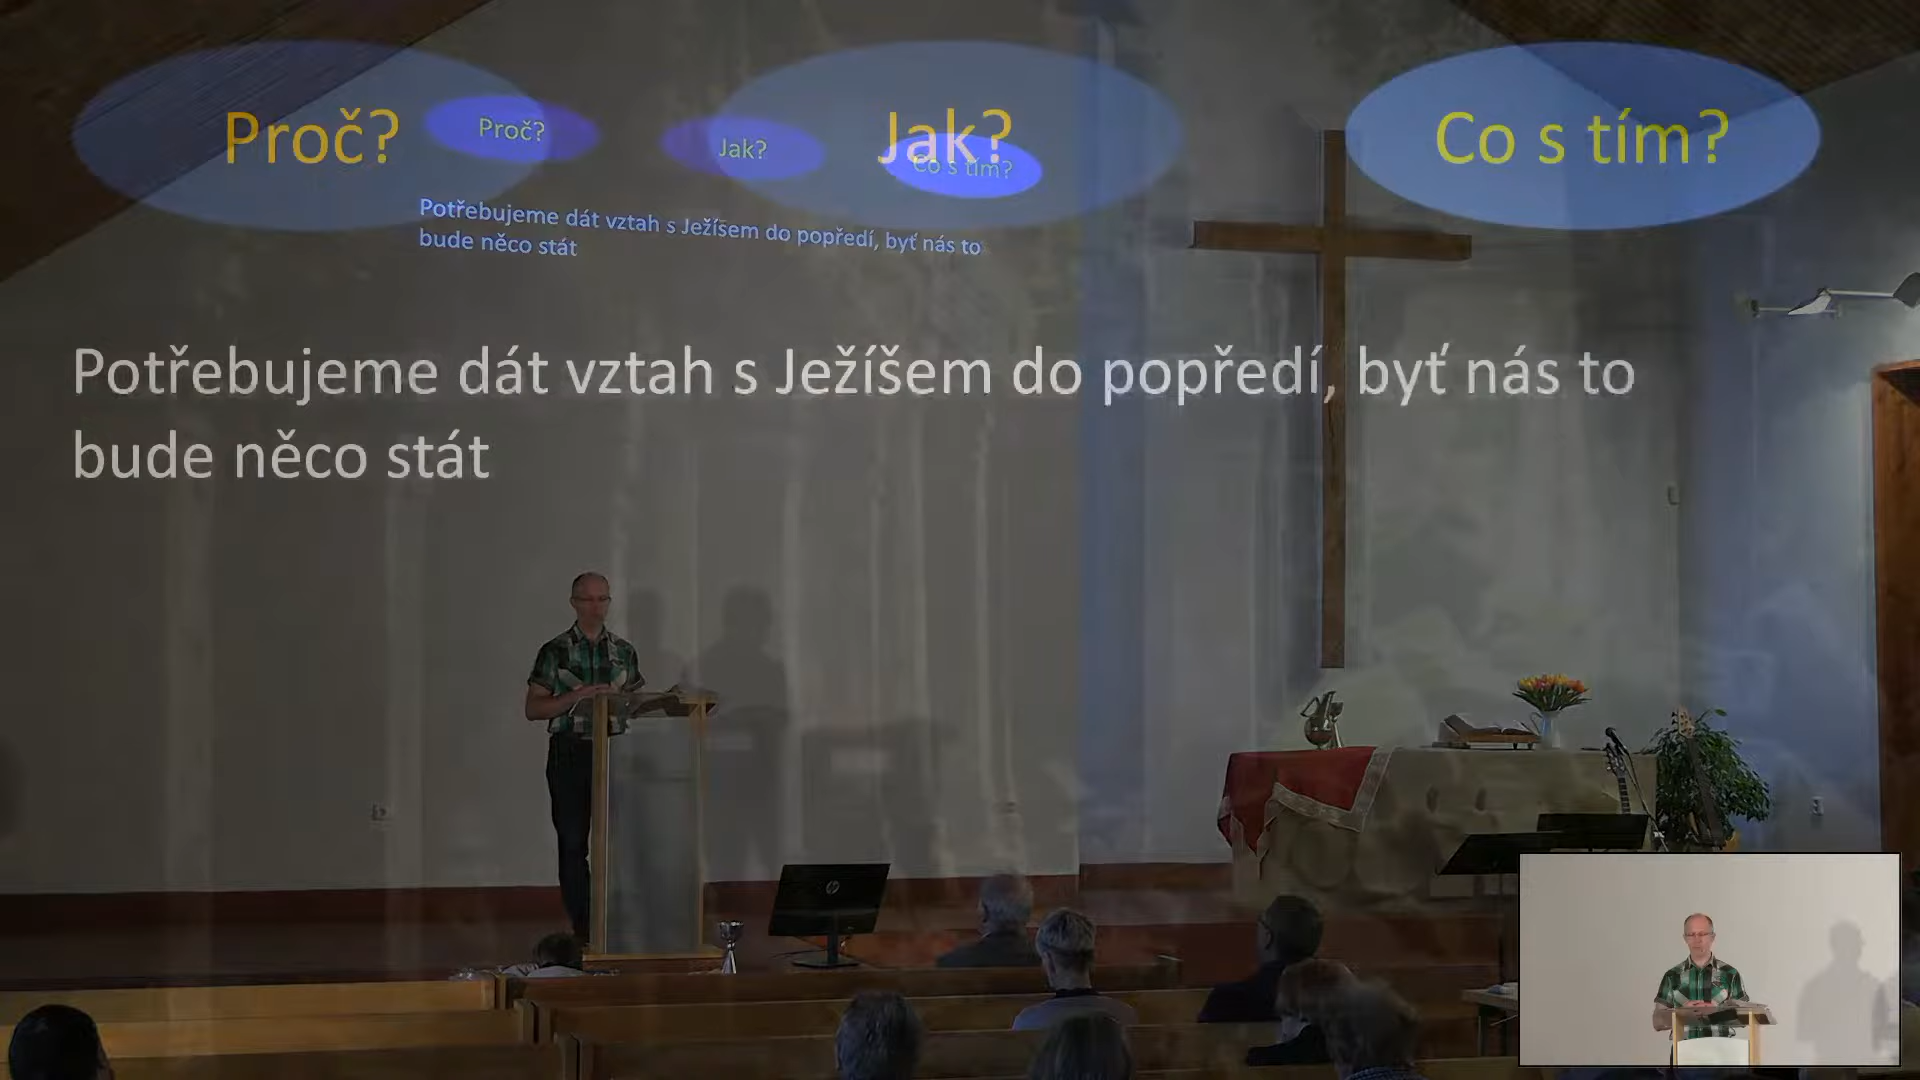 Proč?
Jak?
Co s tím?
Proč?
Jak?
Co s tím?
Potřebujeme dát vztah s Ježíšem do popředí, byť nás to
bude něco stát
Potřebujeme dát vztah s Ježíšem do popředí, byť nás to
bude něco stát
hp